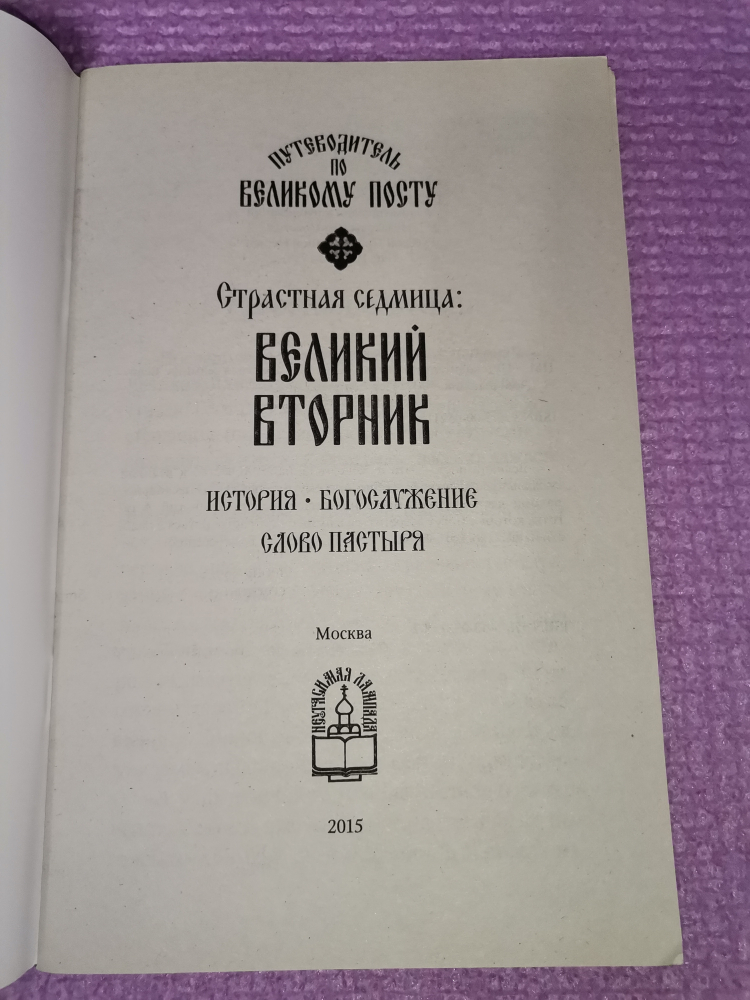 ПУТЕВОДИТЕЛЬ
ПО
ВЕЛИКОМУ ПОСТУ
СТРАСТНАЯ СЕДМИЦА:
ВЕЛИКИЙ
ВТОРНИК
ИСТОРИЯ • БОГОСЛУЖЕНИЕ
СЛОВО ПАСТЫРЯ
Москва
НЕУГАСИМАЯ ЛАМПАДА
2015